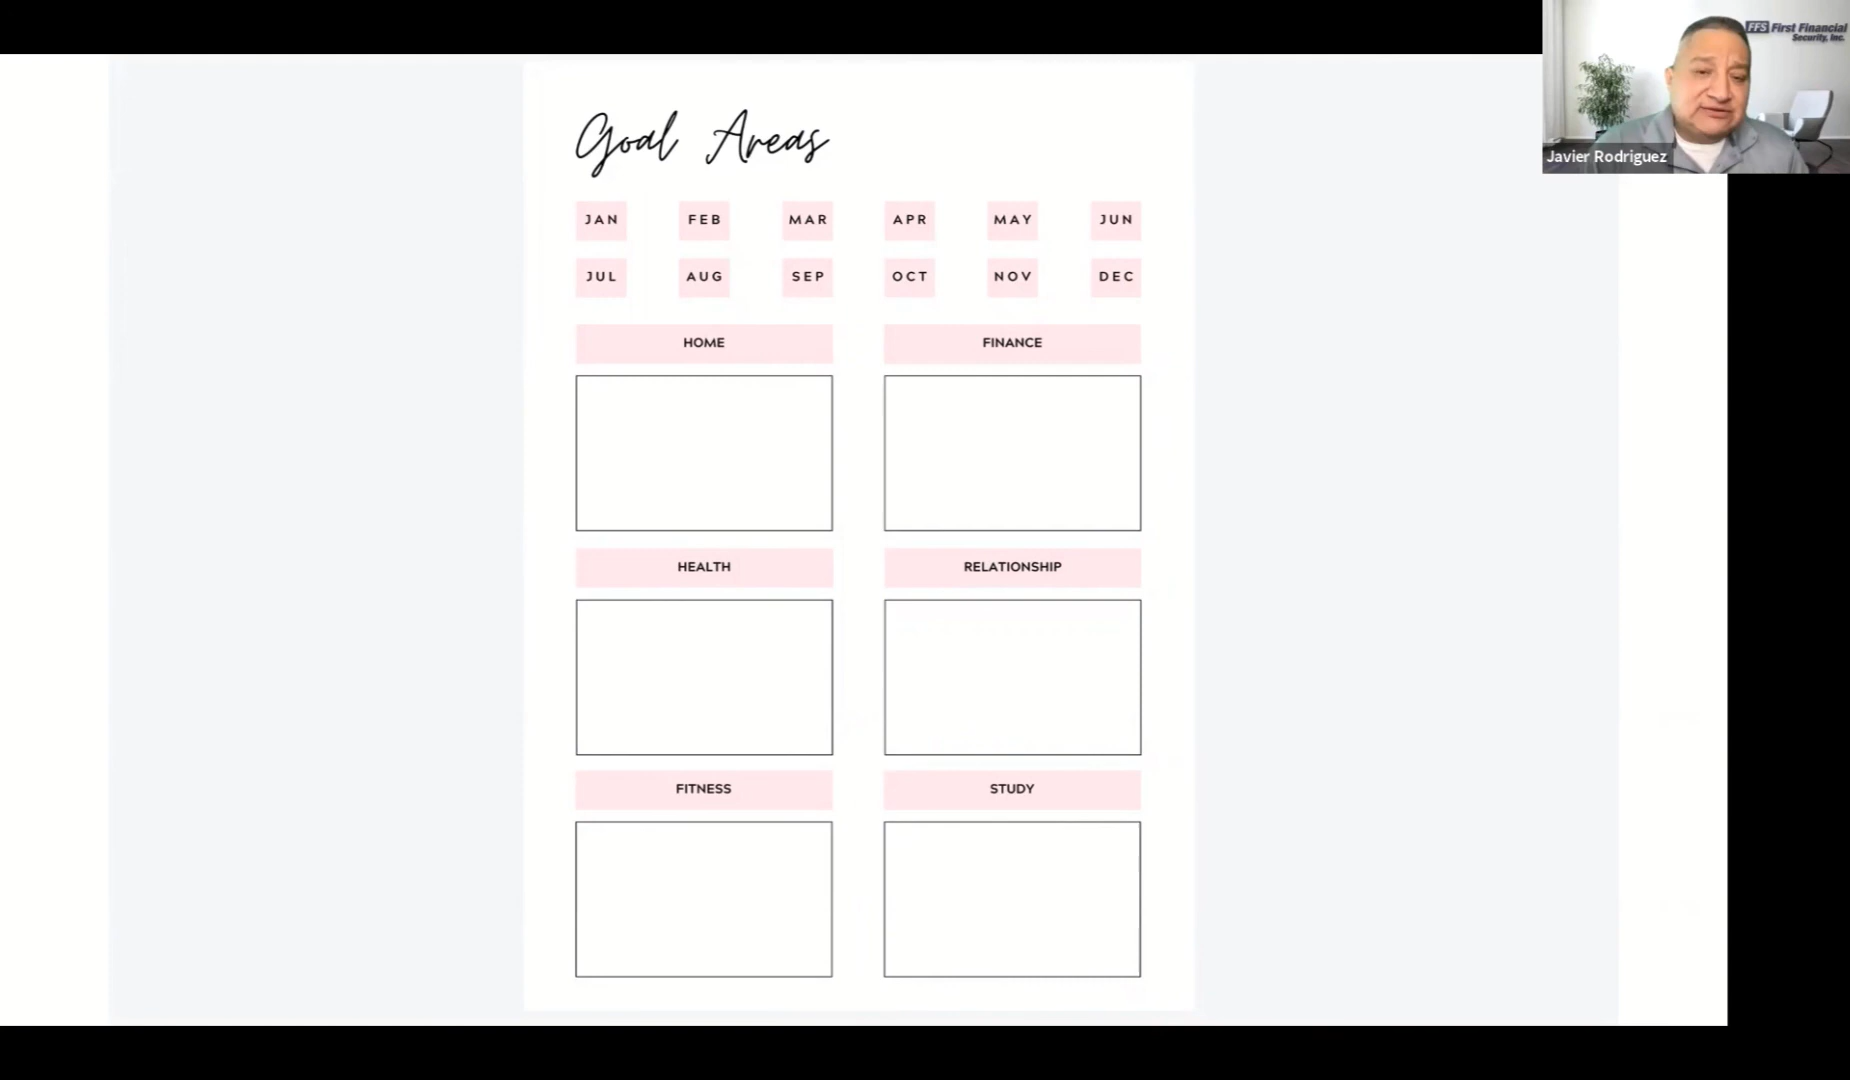 FFS First Financial
Security, Inc.
Javier Rodriguez
Goal Areas
JAN FEB MAR APR MAY JUN
JUL AUG SEP OCT NOV DEC
HOME FINANCE
HEALTH RELATIONSHIP
FITNESS STUDY